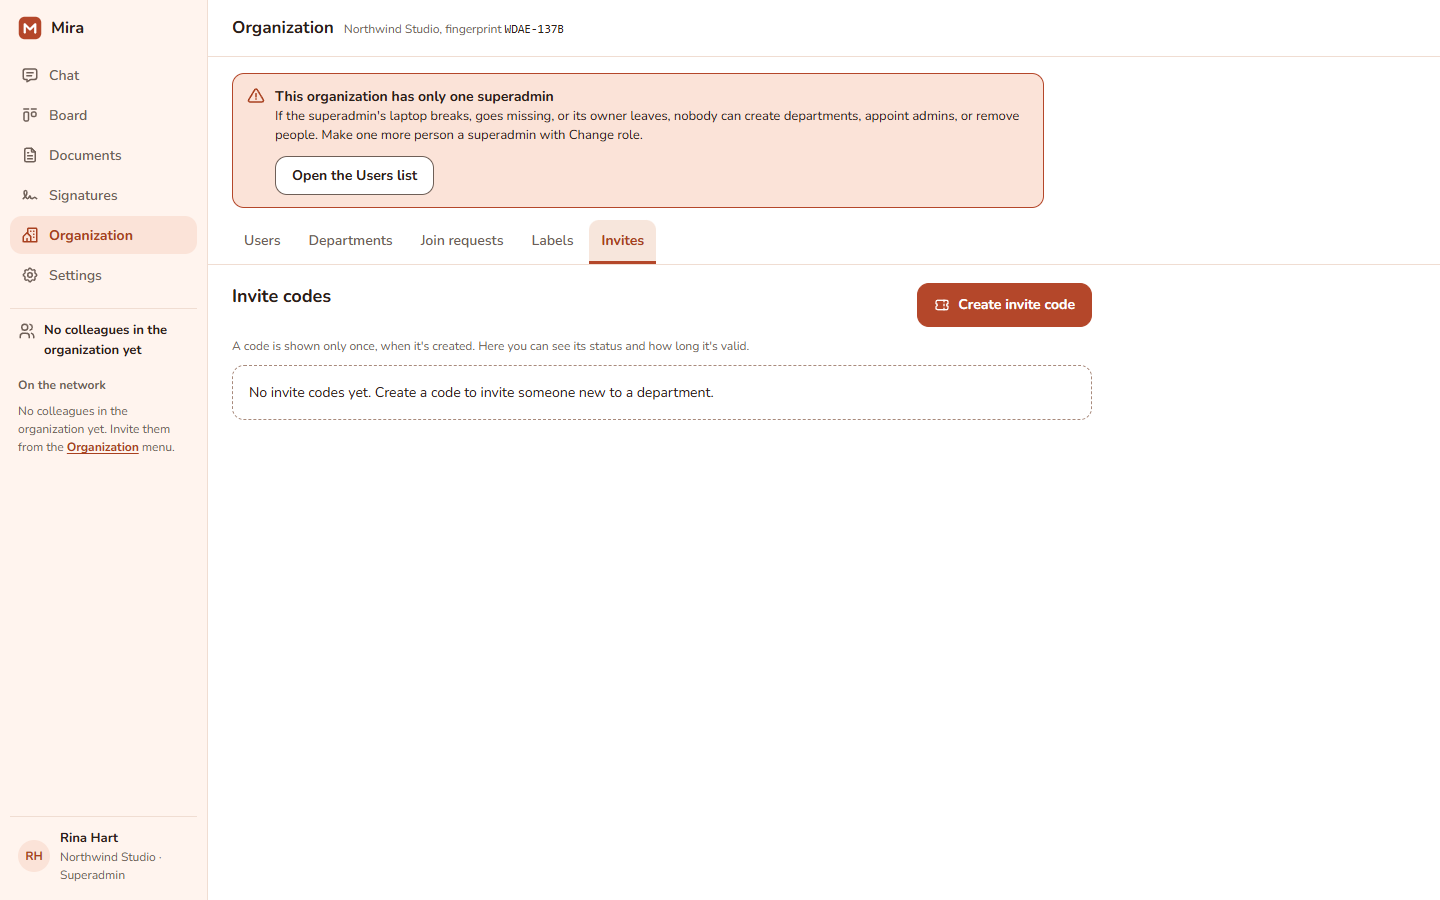 Mira
Chat
Board
Documents
Signatures
Organization
Settings
No colleagues in the
organization yet
On the network
No colleagues in the
organization yet. Invite them
from the Organization menu.
RH
Rina Hart
Northwind Studio ·
Superadmin
Organization Northwind Studio, fingerprint WDAE-137B
This organization has only one superadmin
If the superadmin's laptop breaks, goes missing, or its owner leaves, nobody can create departments, appoint admins, or remove
people. Make one more person a superadmin with Change role.
Open the Users list
Users Departments Join requests Labels Invites
Invite codes
Create invite code
A code is shown only once, when it's created. Here you can see its status and how long it's valid.
No invite codes yet. Create a code to invite someone new to a department.